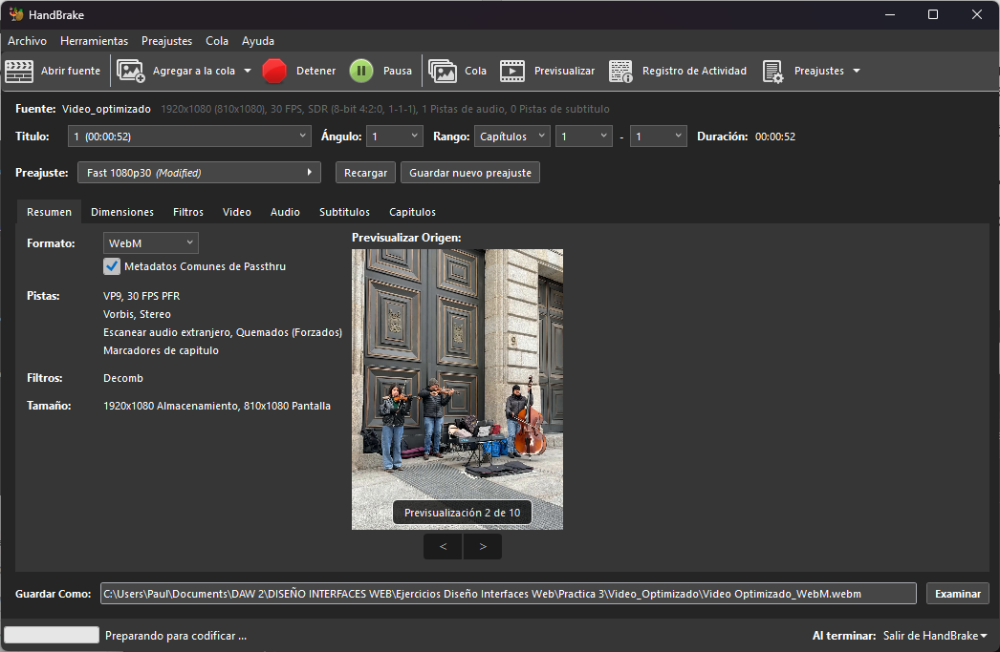 HandBrake
Archivo Herramientas Preajustes Cola Ayuda
Abrir fuente Agregar a la cola Detener Pausa Cola Previsualizar Registro de Actividad Preajustes
Fuente: Video_optimizado 1920x1080 (810x1080), 30 FPS, SDR (8-bit 4:2:0, 1-1-1), 1 Pistas de audio, 0 Pistas de subtitulo
Titulo: 1 (00:00:52) Ángulo: 1 Rango: Capítulos 1 - 1 Duración: 00:00:52
Preajuste: Fast 1080p30 (Modified) Recargar Guardar nuevo preajuste
Resumen Dimensiones Filtros Video Audio Subtitulos Capitulos
Formato: WebM
Metadatos Comunes de Passthru
Pistas: VP9, 30 FPS PFR
Vorbis, Stereo
Escanear audio extranjero, Quemados (Forzados)
Marcadores de capitulo
Filtros: Decomb
Tamaño: 1920x1080 Almacenamiento, 810x1080 Pantalla
Previsualizar Origen:
9
Previsualización 2 de 10
< >
Guardar Como: C:\Users\Paul\Documents\DAW 2\DISEÑO INTERFACES WEB\Ejercicios Diseño Interfaces Web\Practica 3\Video_Optimizado\Video Optimizado_WebM.webm Examinar
Preparando para codificar ... Al terminar: Salir de HandBrake